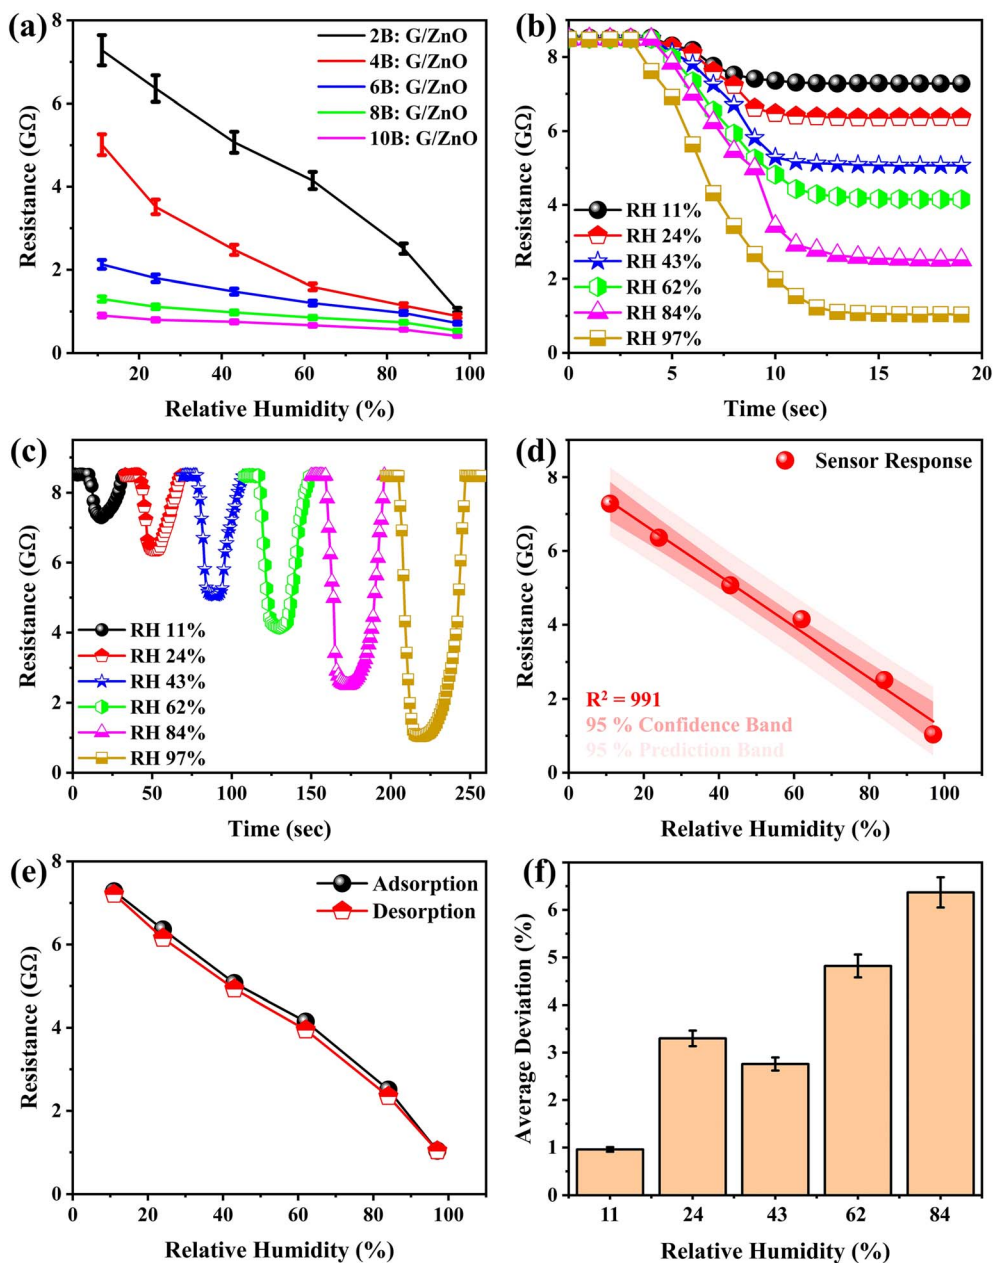 (a)
8
6
4
2
0
Resistance (GΩ)
2B: G/ZnO
4B: G/ZnO
6B: G/ZnO
8B: G/ZnO
10B: G/ZnO
20 40 60 80 100
Relative Humidity (%)
(b)
8
6
4
2
0
Resistance (GΩ)
RH 11%
RH 24%
RH 43%
RH 62%
RH 84%
RH 97%
0 5 10 15 20
Time (sec)
(c)
8
6
4
2
0
Resistance (GΩ)
RH 11%
RH 24%
RH 43%
RH 62%
RH 84%
RH 97%
0 50 100 150 200 250
Time (sec)
(d)
8
6
4
2
0
Resistance (GΩ)
Sensor Response
R² = 991
95 % Confidence Band
95 % Prediction Band
0 20 40 60 80 100
Relative Humidity (%)
(e)
8
6
4
2
0
Resistance (GΩ)
Adsorption
Desorption
0 20 40 60 80 100
Relative Humidity (%)
(f)
6
5
4
3
2
1
0
Average Deviation (%)
11 24 43 62 84
Relative Humidity (%)